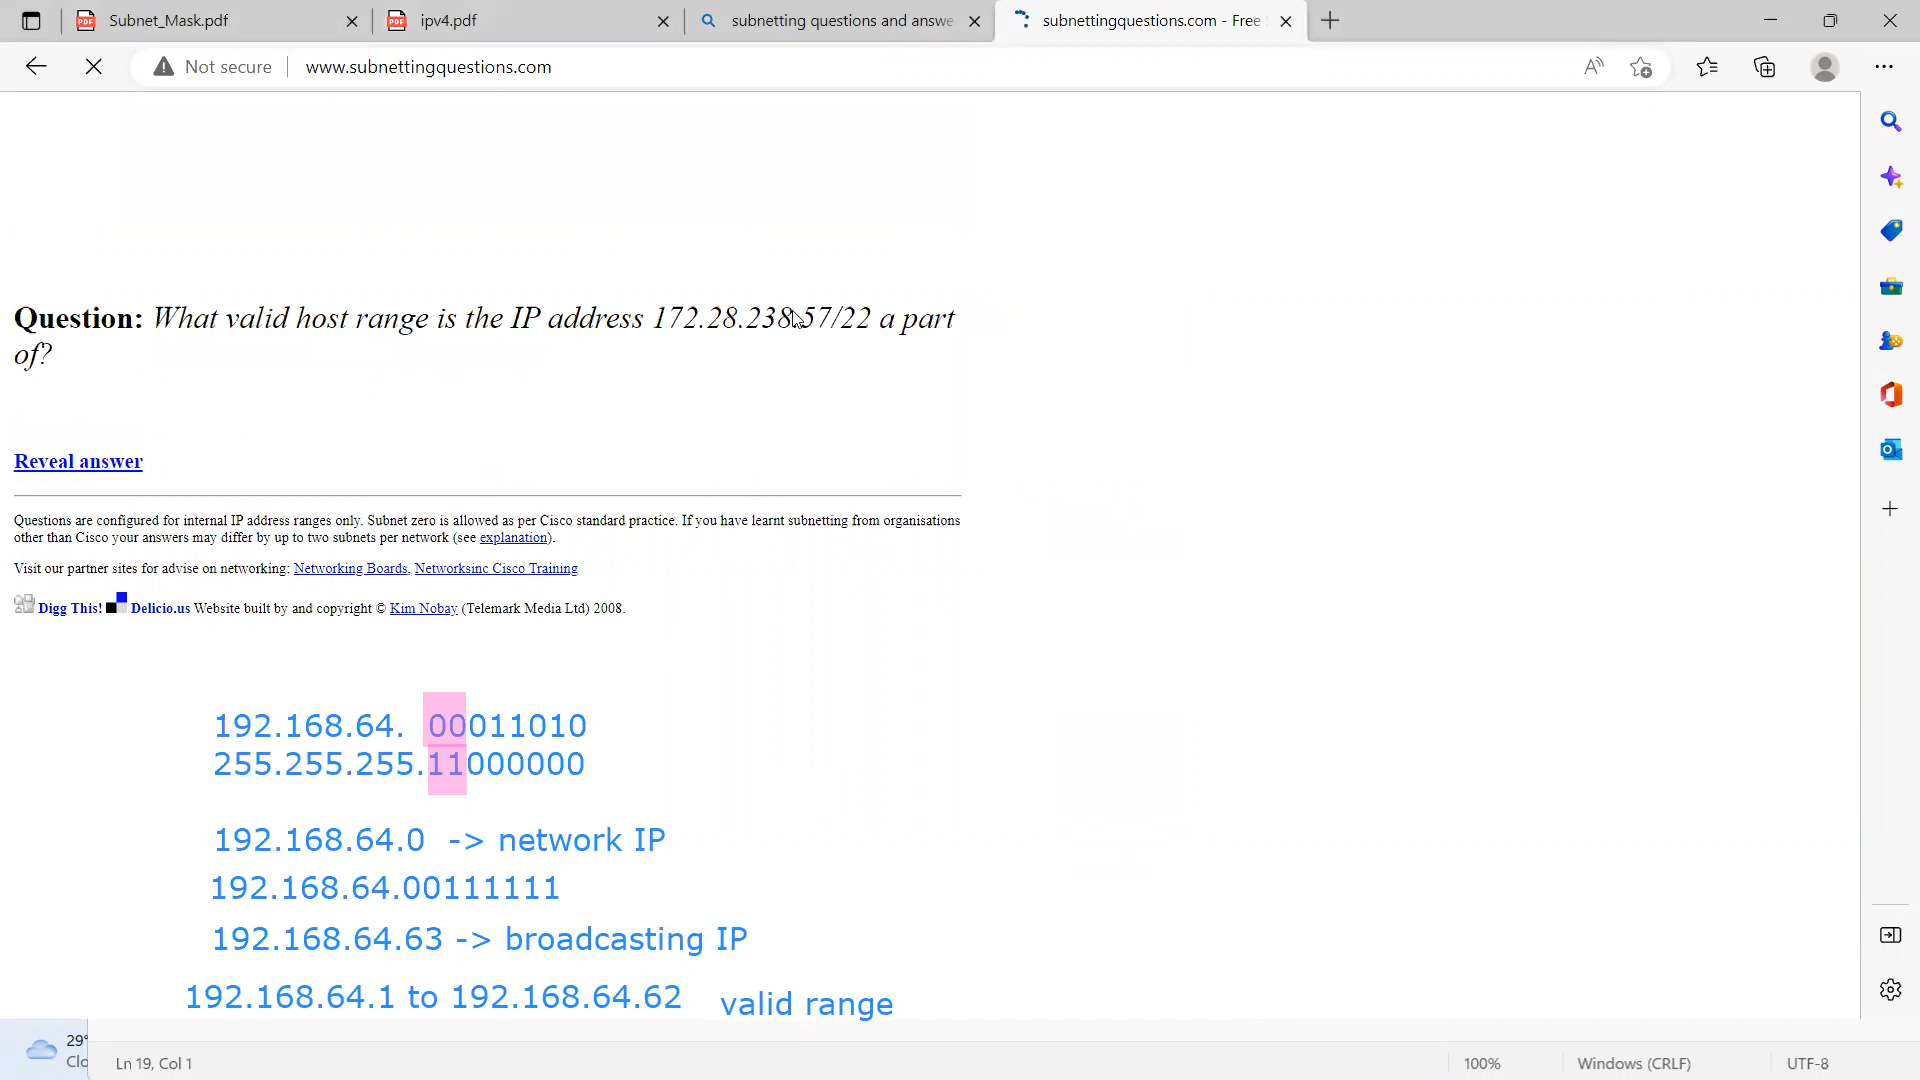 Subnet_Mask.pdf
ipv4.pdf
subnetting questions and answe
subnettingquestions.com - Free
Not secure
www.subnettingquestions.com
Question: What valid host range is the IP address 172.28.238.57/22 a part
of?
Reveal answer
Questions are configured for internal IP address ranges only. Subnet zero is allowed as per Cisco standard practice. If you have learnt subnetting from organisations
other than Cisco your answers may differ by up to two subnets per network (see explanation).
Visit our partner sites for advise on networking: Networking Boards, Networksinc Cisco Training
Digg This! Delicio.us Website built by and copyright © Kim Nobay (Telemark Media Ltd) 2008.
192.168.64. 00011010
255.255.255.11000000
192.168.64.0 -> network IP
192.168.64.00111111
192.168.64.63 -> broadcasting IP
192.168.64.1 to 192.168.64.62 valid range
29°
Clo
Ln 19, Col 1
100%
Windows (CRLF)
UTF-8